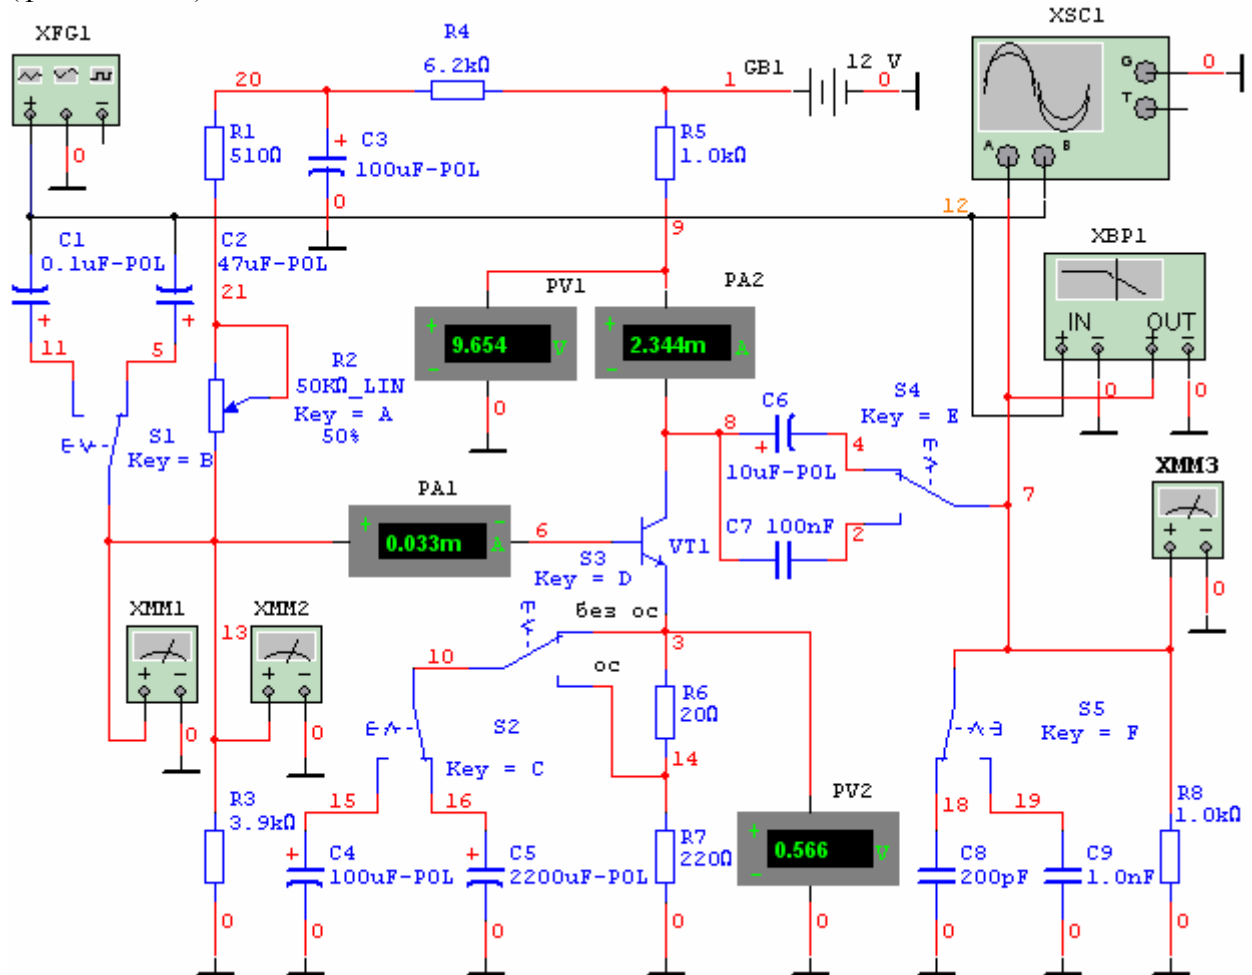 XFG1
R4
6.2kΩ
XSC1
GB1
12 V
20
1
0
0
G
T
A
B
R1
510Ω
C3
100uF-POL
R5
1.0kΩ
0
0
12
9
C1
0.1uF-POL
C2
47uF-POL
21
PV1
PA2
XBP1
9.654
V
2.344m
A
IN
OUT
11
5
R2
50KΩ_LIN
Key = A
50%
0
C6
8
10uF-POL
4
S4
Key = E
0
0
S1
Key = B
PA1
0.033m
A
6
C7 100nF
2
7
XMM3
VT1
S3
Key = D
без ос
XMM1
XMM2
13
0
0
0
10
3
ос
R6
20Ω
S2
Key = C
14
S5
Key = F
15
16
PV2
18
19
R8
1.0kΩ
R3
3.9kΩ
C4
100uF-POL
C5
2200uF-POL
R7
220Ω
0.566
V
C8
200pF
C9
1.0nF
0
0
0
0
0
0
0
0